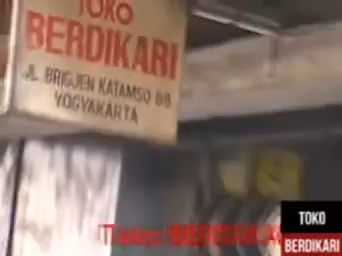 TOKO
BERDIKARI
JL. BRIGJEN KATAMSO 88
YOGYAKARTA
TOKO
BERDIKARI